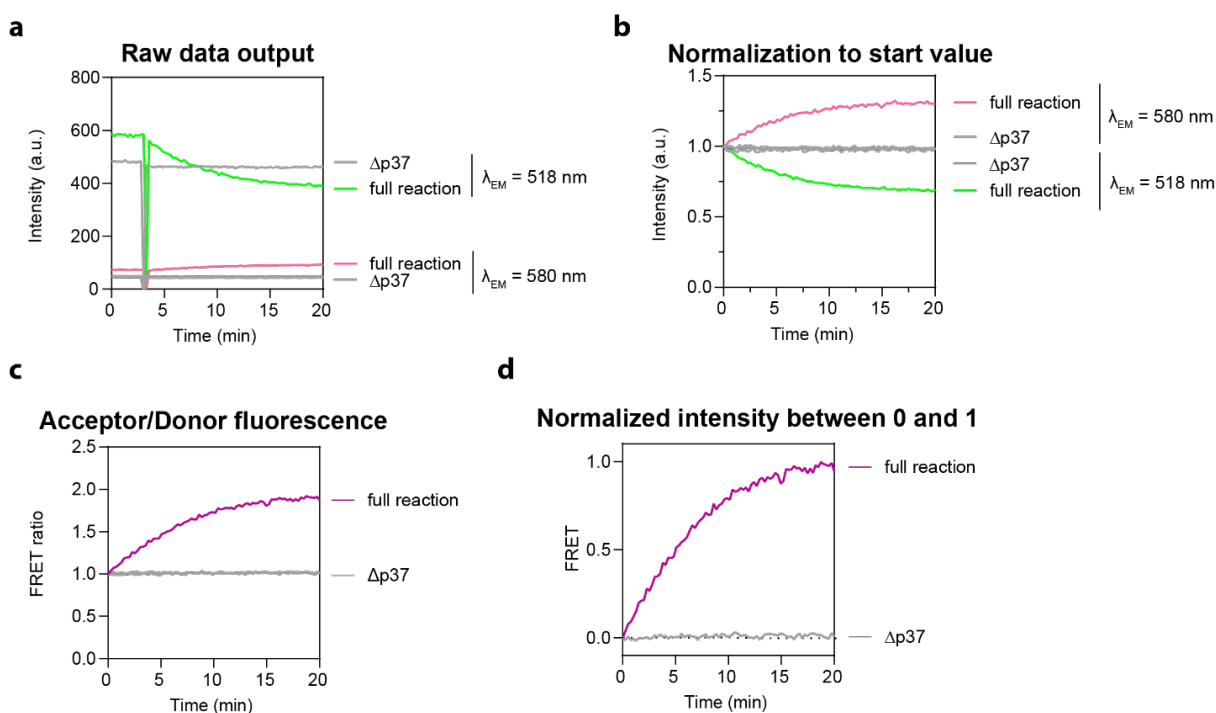 a
Raw data output
800
600
400
200
0
Intensity (a.u.)
0 5 10 15 20
Time (min)
Δp37
full reaction
λEM = 518 nm
full reaction
Δp37
λEM = 580 nm
b
Normalization to start value
1.5
1.0
0.5
0.0
Intensity (a.u.)
0 5 10 15 20
Time (min)
full reaction
Δp37
λEM = 580 nm
Δp37
full reaction
λEM = 518 nm
c
Acceptor/Donor fluorescence
2.5
2.0
1.5
1.0
0.5
0.0
FRET ratio
0 5 10 15 20
Time (min)
full reaction
Δp37
d
Normalized intensity between 0 and 1
1.0
0.5
0.0
FRET
0 5 10 15 20
Time (min)
full reaction
Δp37